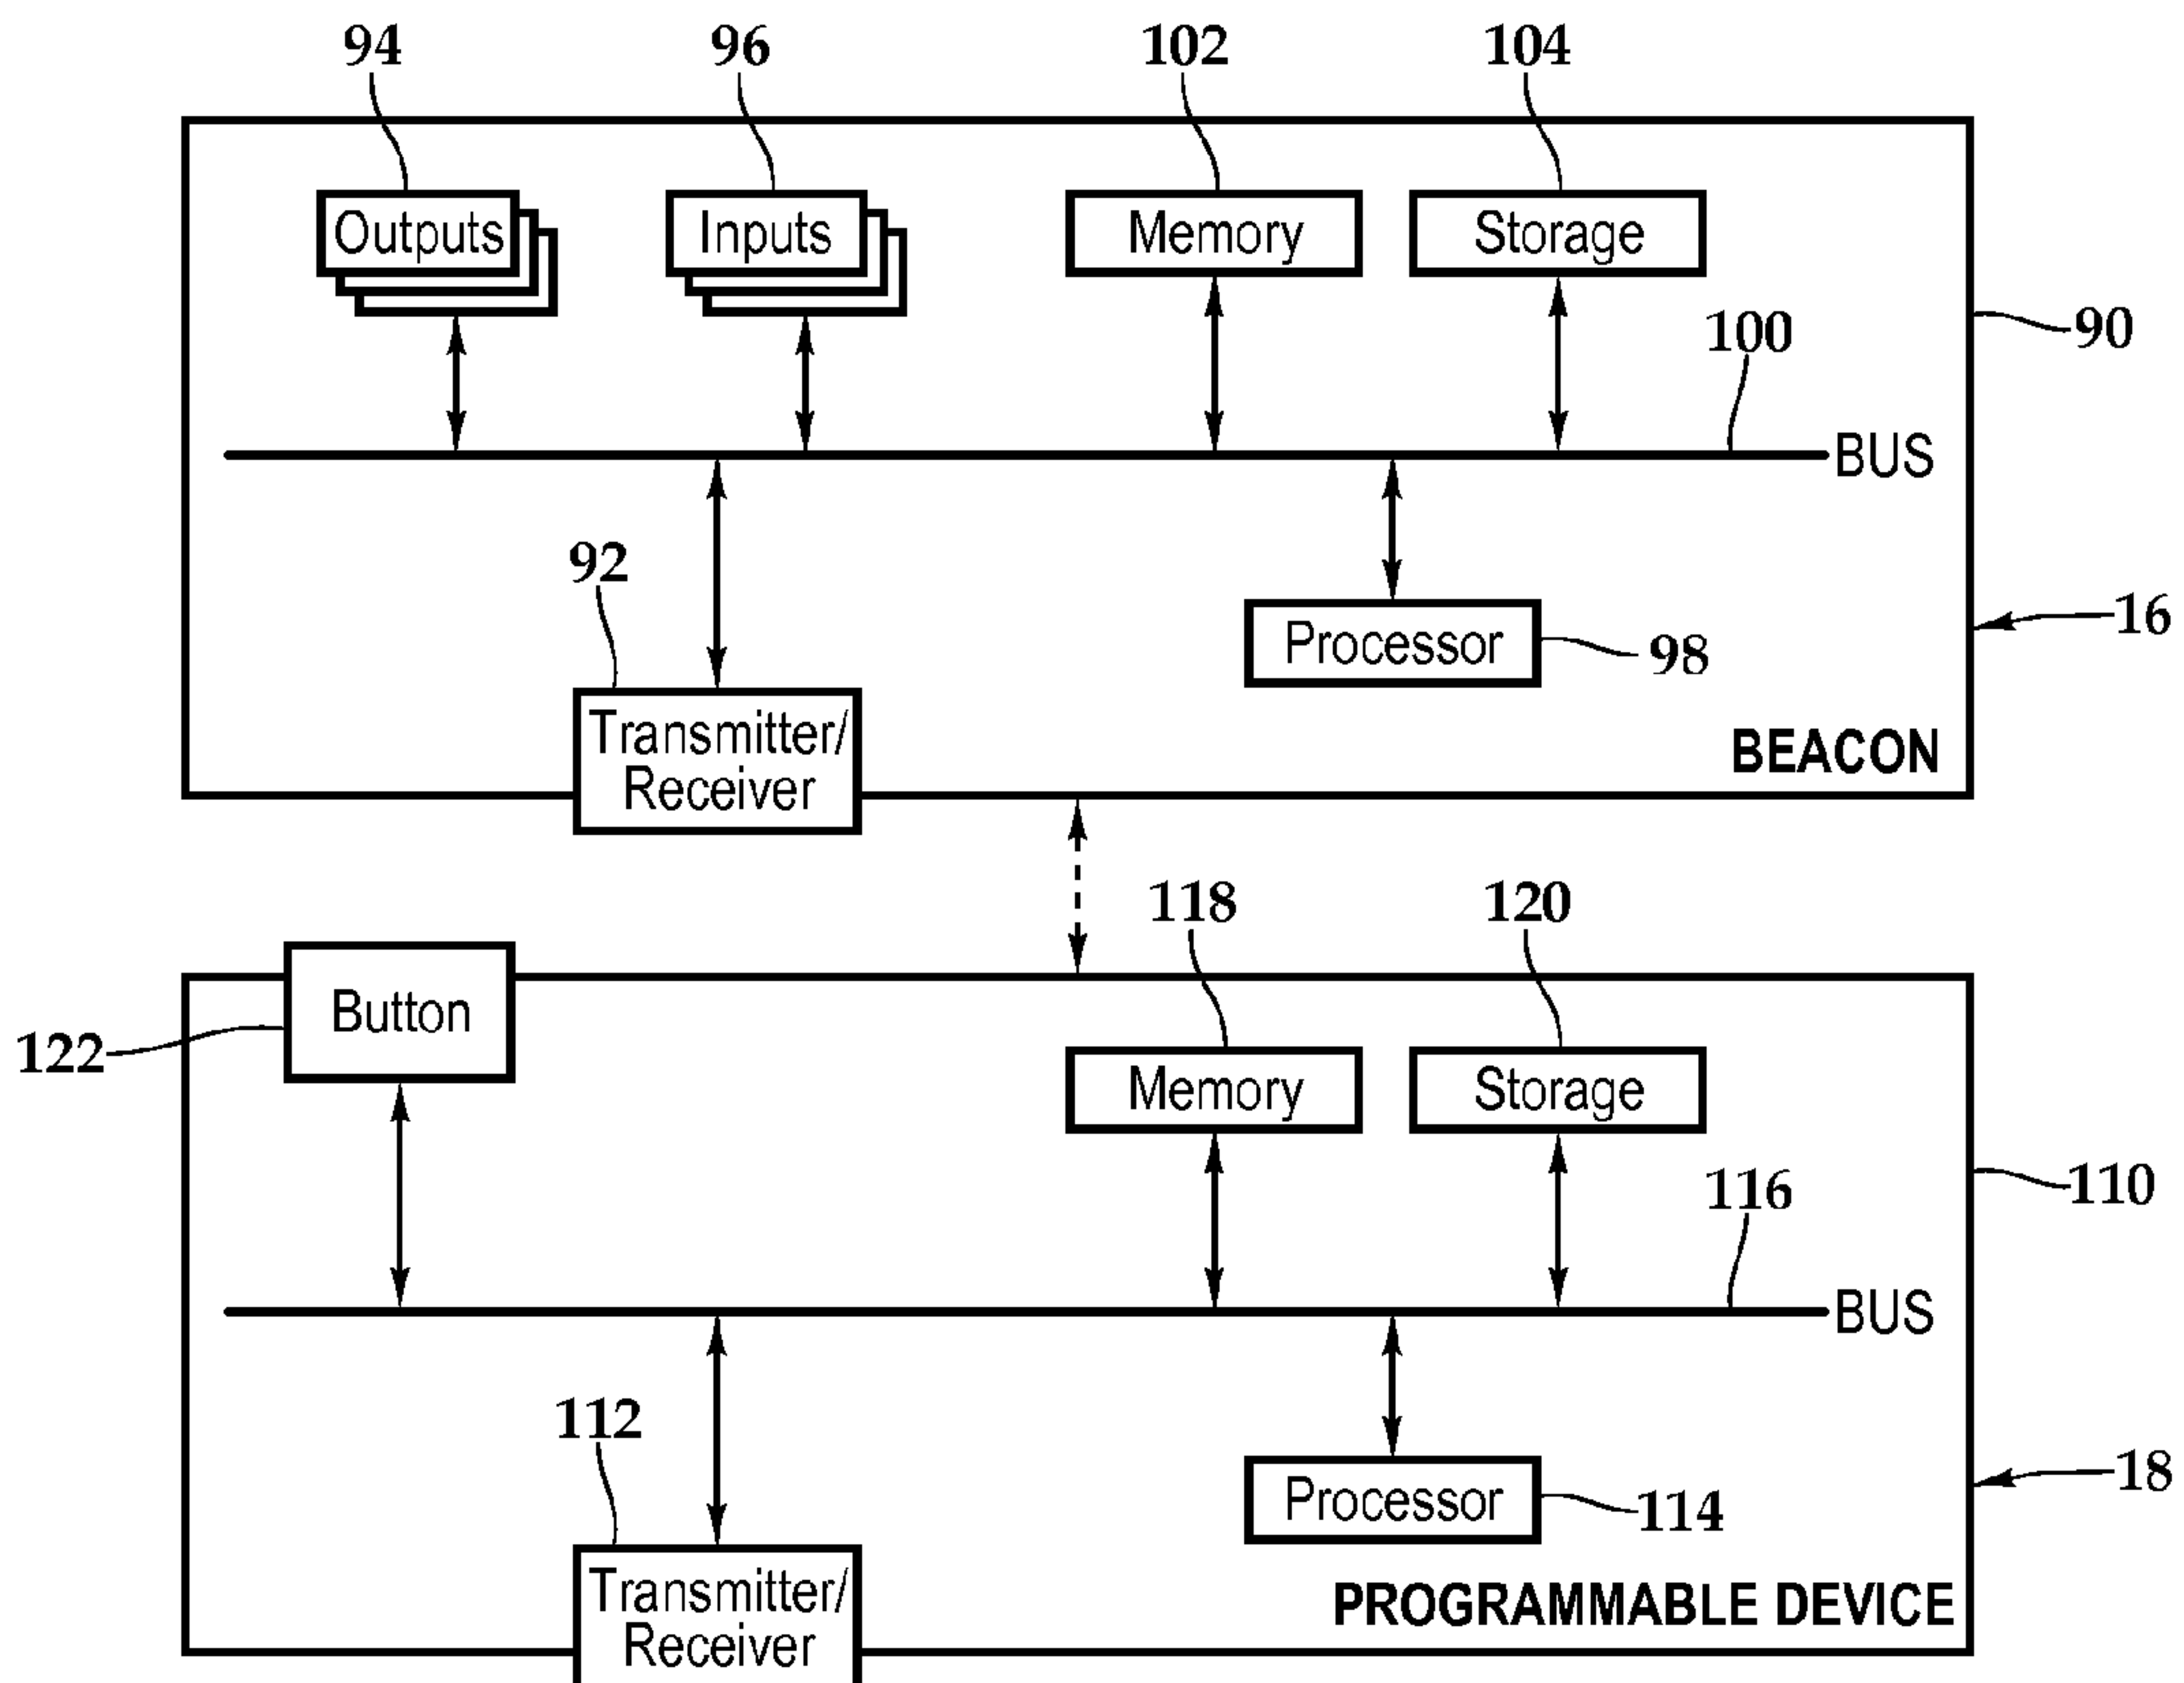 94
96
102
104
Outputs
Inputs
Memory
Storage
100
90
BUS
92
16
Processor
98
Transmitter/
Receiver
BEACON
118
120
Button
122
Memory
Storage
116
110
BUS
112
18
Processor
114
Transmitter/
Receiver
PROGRAMMABLE DEVICE